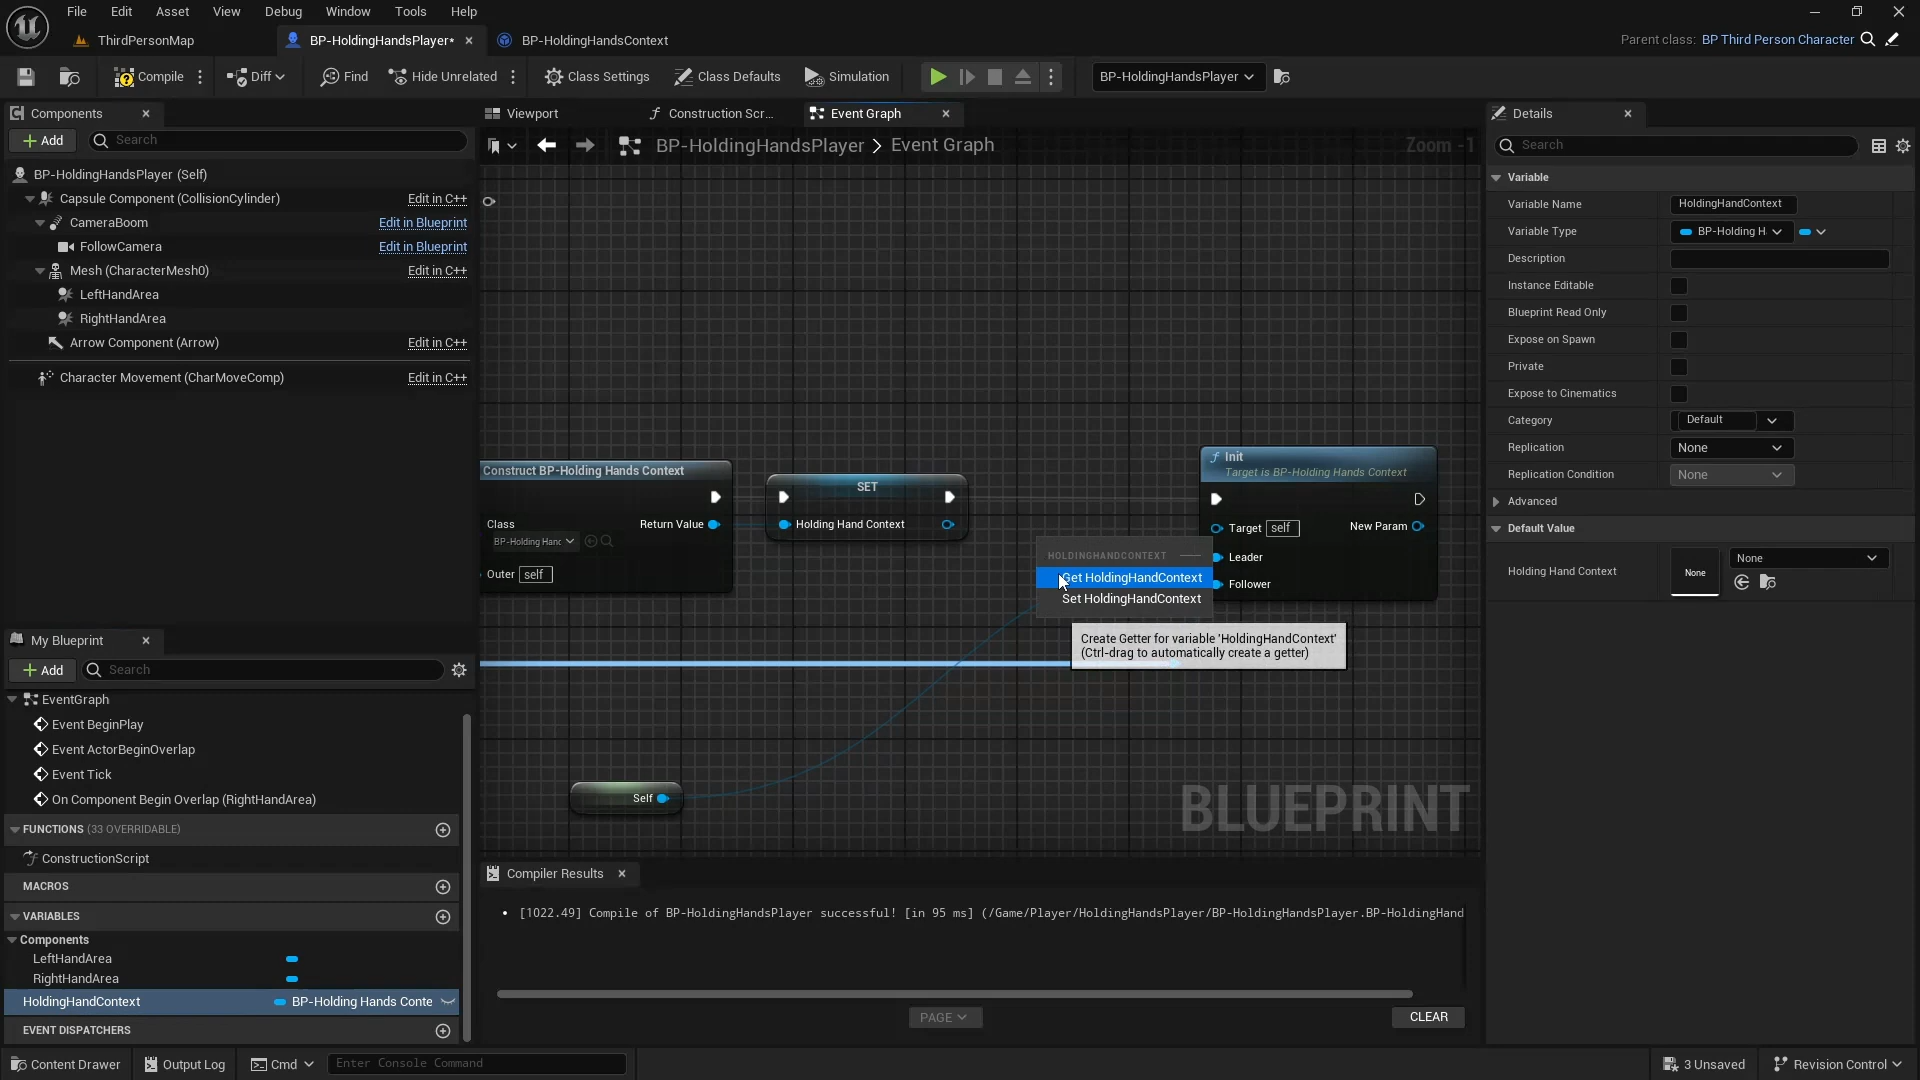 File Edit Asset View Debug Window Tools Help
ThirdPersonMap BP-HoldingHandsPlayer* BP-HoldingHandsContext Parent class: BP Third Person Character
Compile Diff Find Hide Unrelated Class Settings Class Defaults Simulation BP-HoldingHandsPlayer
Components
Add Search
BP-HoldingHandsPlayer (Self)
Capsule Component (CollisionCylinder) Edit in C++
CameraBoom Edit in Blueprint
FollowCamera Edit in Blueprint
Mesh (CharacterMesh0) Edit in C++
LeftHandArea
RightHandArea
Arrow Component (Arrow) Edit in C++
Character Movement (CharMoveComp) Edit in C++
My Blueprint
Add Search
EventGraph
Event BeginPlay
Event ActorBeginOverlap
Event Tick
On Component Begin Overlap (RightHandArea)
FUNCTIONS (33 OVERRIDABLE)
ConstructionScript
MACROS
VARIABLES
Components
LeftHandArea
RightHandArea
HoldingHandContext BP-Holding Hands Conte
EVENT DISPATCHERS
Viewport Construction Scr... Event Graph
BP-HoldingHandsPlayer > Event Graph Zoom -1
Construct BP-Holding Hands Context
Class Return Value
BP-Holding Hanc
Outer self
SET
Holding Hand Context
Init
Target is BP-Holding Hands Context
Target self New Param
Leader
Follower
HOLDINGHANDCONTEXT
Get HoldingHandContext
Set HoldingHandContext
Create Getter for variable 'HoldingHandContext'
(Ctrl-drag to automatically create a getter)
Self
BLUEPRINT
Compiler Results
[1022.49] Compile of BP-HoldingHandsPlayer successful! [in 95 ms] (/Game/Player/HoldingHandsPlayer/BP-HoldingHandsPlayer.BP-HoldingHand
PAGE CLEAR
Details
Search
Variable
Variable Name HoldingHandContext
Variable Type BP-Holding H
Description
Instance Editable
Blueprint Read Only
Expose on Spawn
Private
Expose to Cinematics
Category Default
Replication None
Replication Condition None
Advanced
Default Value
Holding Hand Context None None
Content Drawer Output Log Cmd Enter Console Command 3 Unsaved Revision Control